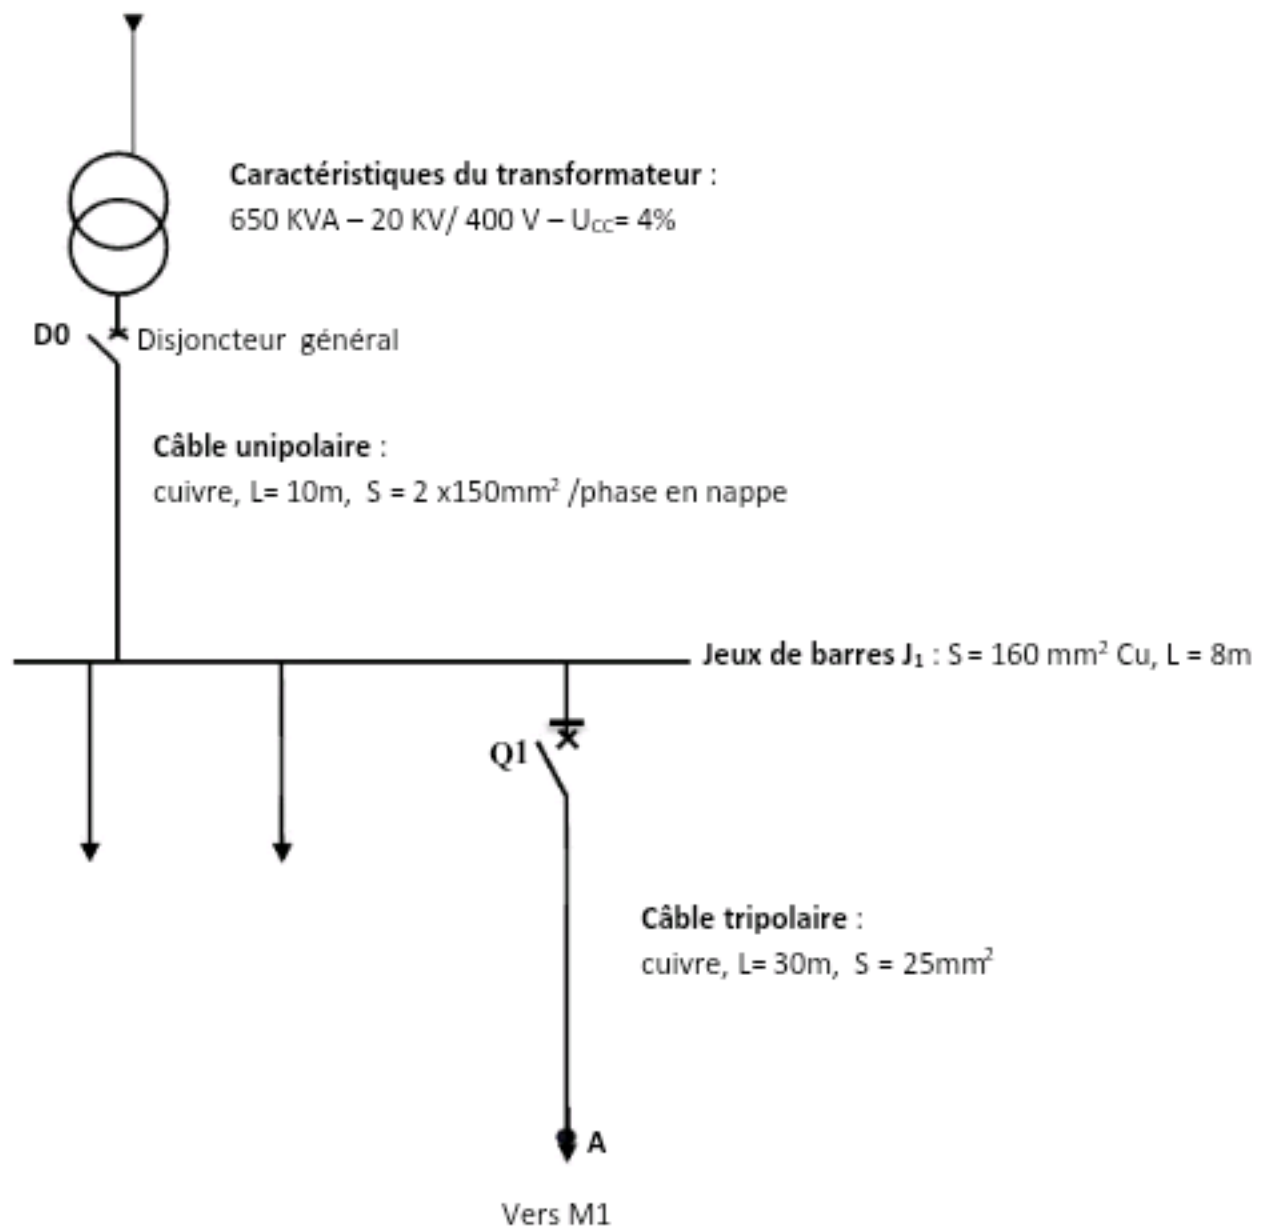 Caractéristiques du transformateur :
650 KVA – 20 KV/ 400 V – Ucc= 4%
D0
Disjoncteur général
Câble unipolaire :
cuivre, L= 10m, S = 2 x150mm² /phase en nappe
Jeux de barres J₁ : S = 160 mm² Cu, L = 8m
Q1
Câble tripolaire :
cuivre, L= 30m, S = 25mm²
A
Vers M1